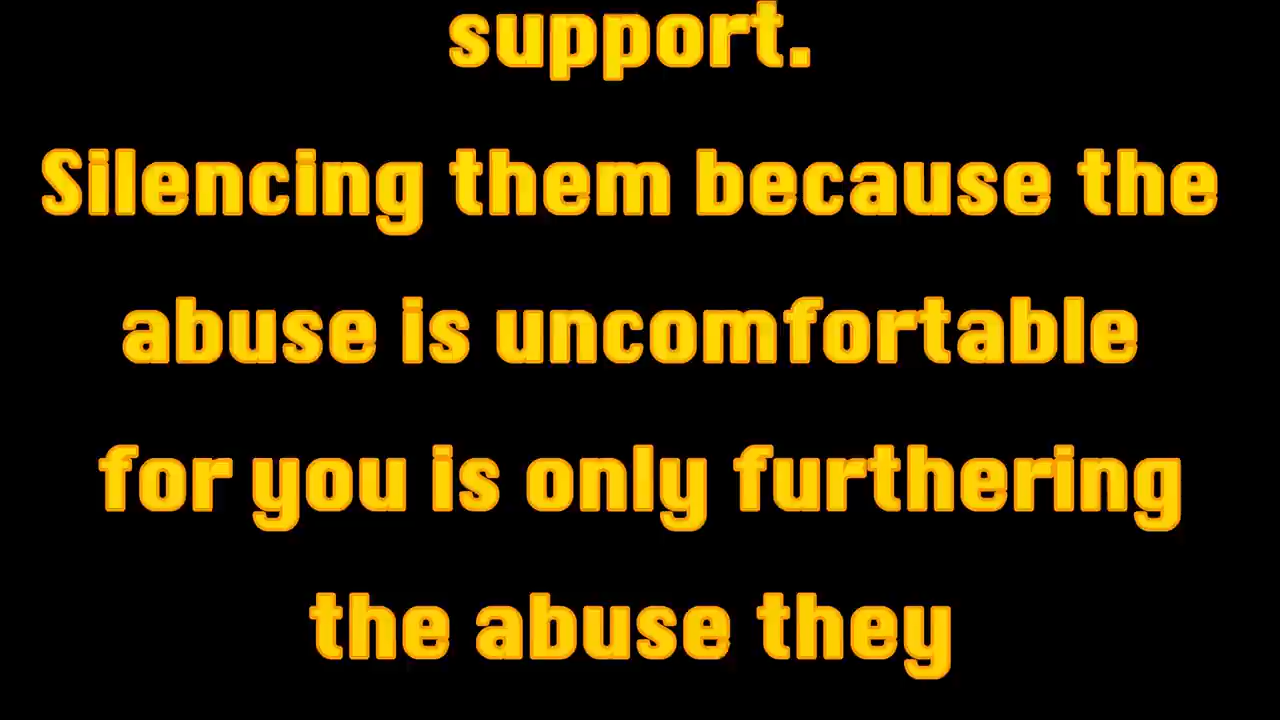 support.
Silencing them because the
abuse is uncomfortable
for you is only furthering
the abuse they